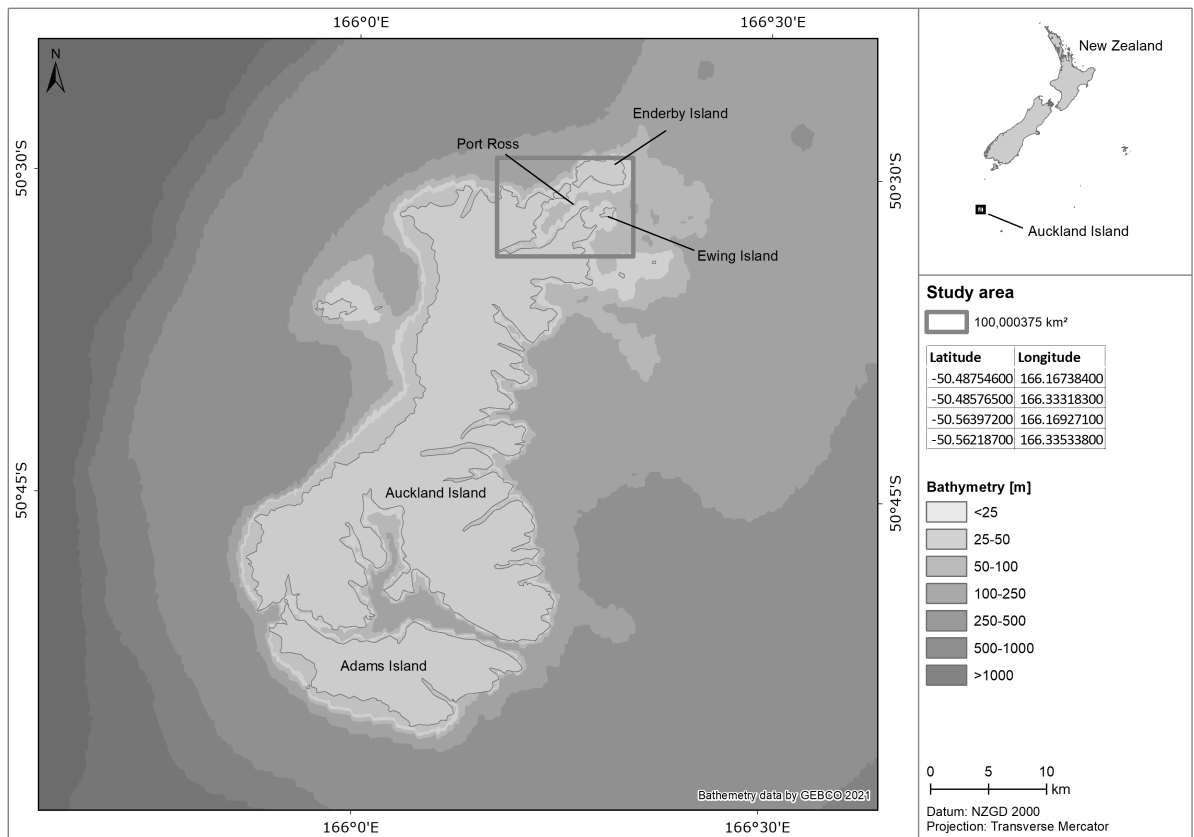 166°0'E
166°30'E
N
50°30'S
50°30'S
50°45'S
50°45'S
Enderby Island
Port Ross
Ewing Island
Auckland Island
Adams Island
Bathemetry data by GEBCO 2021
166°0'E
166°30'E
New Zealand
Auckland Island
Study area
100,000375 km²
Latitude Longitude
-50.48754600 166.16738400
-50.48576500 166.33318300
-50.56397200 166.16927100
-50.56218700 166.33533800
Bathymetry [m]
<25
25-50
50-100
100-250
250-500
500-1000
>1000
0 5 10
km
Datum: NZGD 2000
Projection: Transverse Mercator